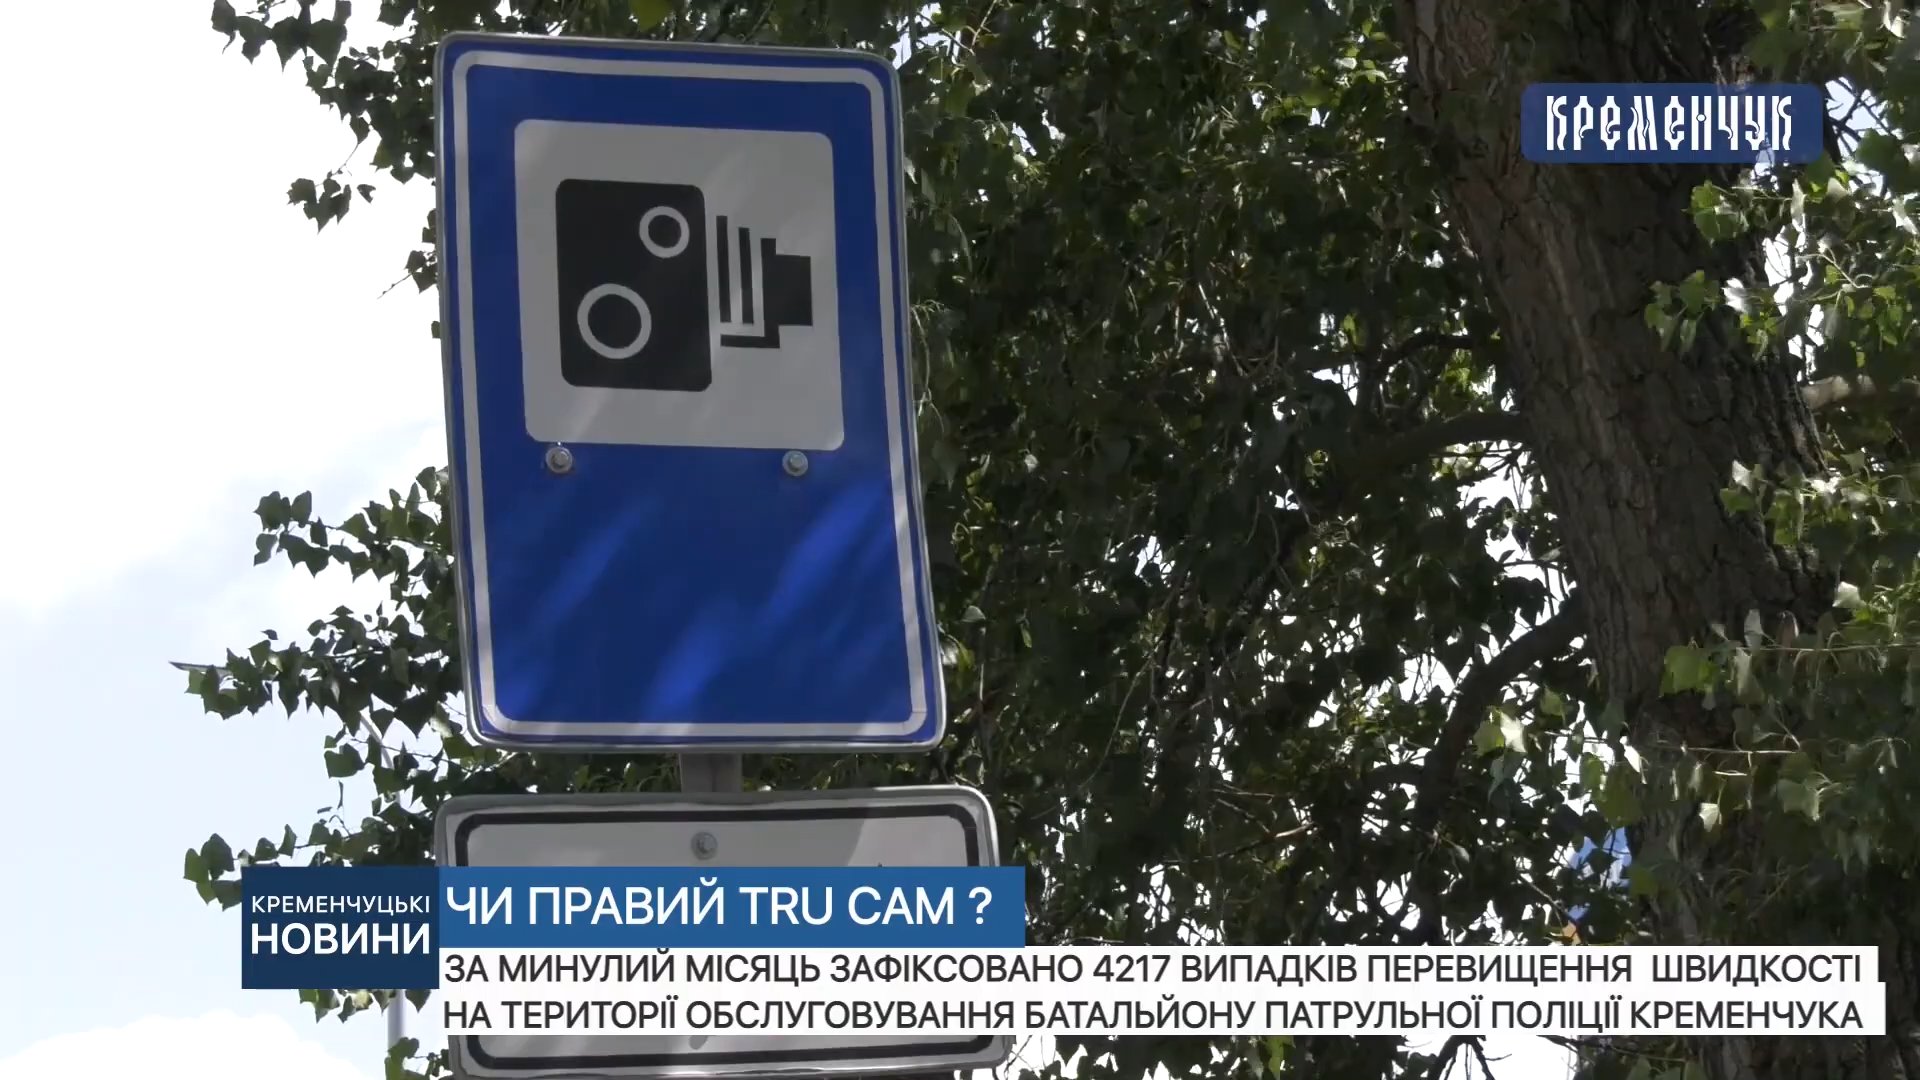 КРЕМЕНЧУК
КРЕМЕНЧУЦЬКІ
НОВИНИ
ЧИ ПРАВИЙ TRU CAM ?
ЗА МИНУЛИЙ МІСЯЦЬ ЗАФІКСОВАНО 4217 ВИПАДКІВ ПЕРЕВИЩЕННЯ ШВИДКОСТІ
НА ТЕРИТОРІЇ ОБСЛУГОВУВАННЯ БАТАЛЬЙОНУ ПАТРУЛЬНОЇ ПОЛІЦІЇ КРЕМЕНЧУКА